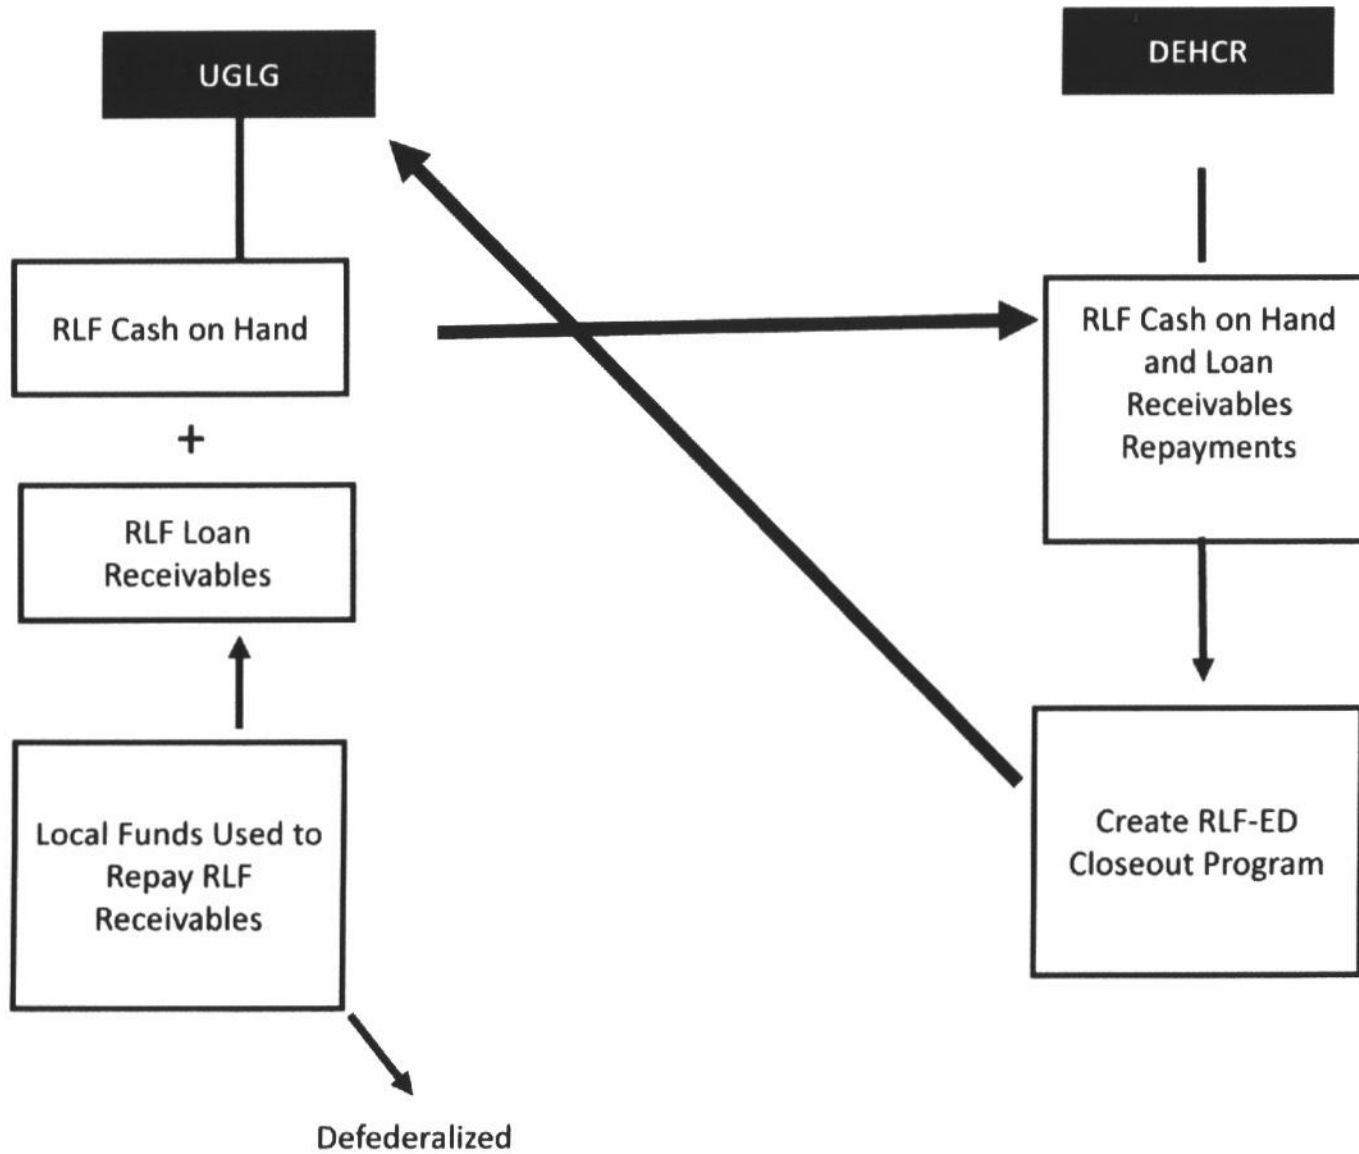 UGLG
RLF Cash on Hand
+
RLF Loan
Receivables
Local Funds Used to
Repay RLF
Receivables
Defederalized
DEHCR
RLF Cash on Hand
and Loan
Receivables
Repayments
Create RLF-ED
Closeout Program